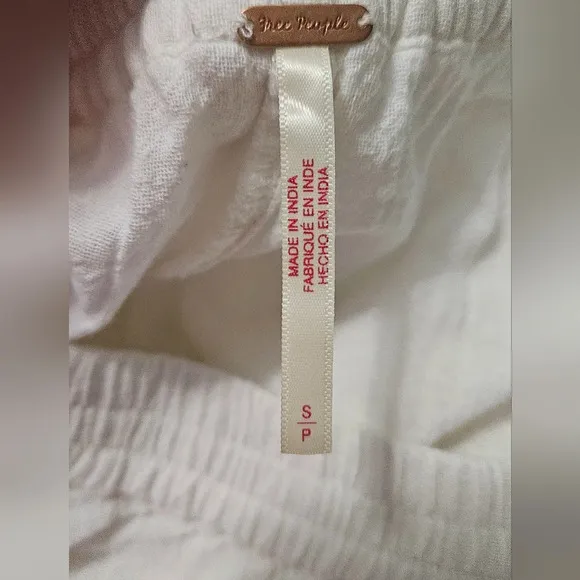 Free People
MADE IN INDIA
FABRIQUÉ EN INDE
HECHO EN INDIA
S
P